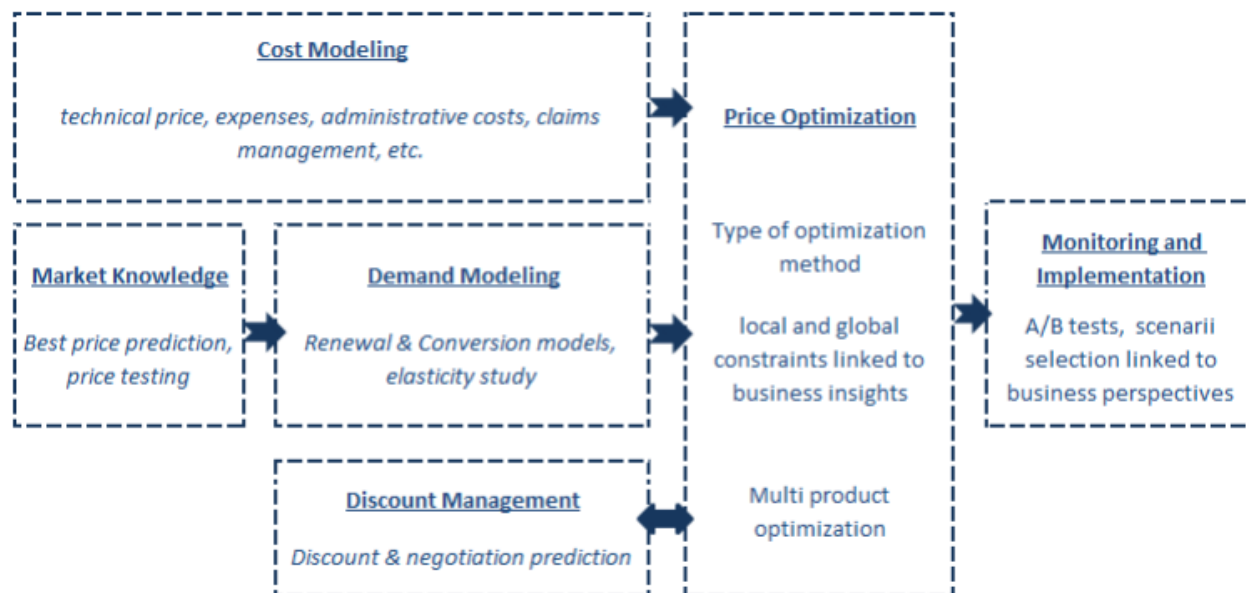 Cost Modeling
technical price, expenses, administrative costs, claims
management, etc.
Market Knowledge
Best price prediction,
price testing
Demand Modeling
Renewal & Conversion models,
elasticity study
Discount Management
Discount & negotiation prediction
Price Optimization
Type of optimization
method
local and global
constraints linked to
business insights
Multi product
optimization
Monitoring and
Implementation
A/B tests, scenarii
selection linked to
business perspectives